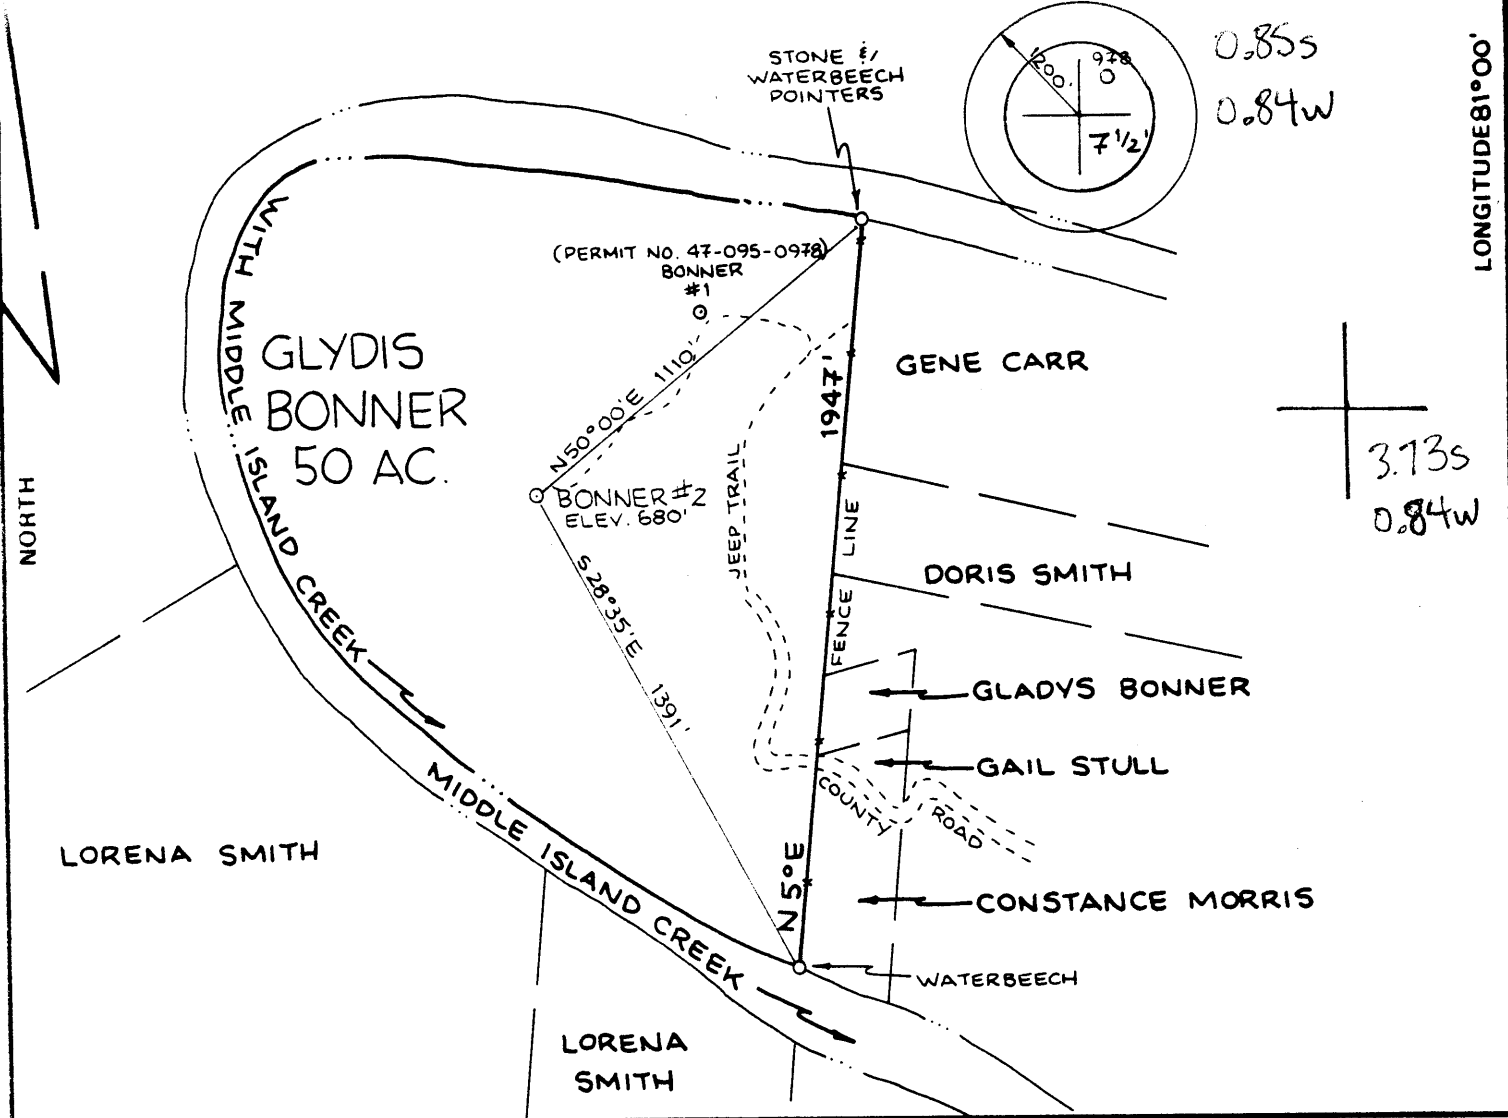 STONE &
WATERBEECH
POINTERS
1200'
978
7 1/2'
0.85s
0.84w
LONGITUDE 81°00'
(PERMIT NO. 47-095-0978)
BONNER
#1
WITH MIDDLE ISLAND CREEK
GLYDIS
BONNER
50 AC.
N50°00'E 1110'
1947'
GENE CARR
3.73s
0.84w
NORTH
BONNER #2
ELEV. 680'
JEEP TRAIL
FENCE LINE
S 28°35'E 1391'
DORIS SMITH
GLADYS BONNER
GAIL STULL
COUNTY ROAD
MIDDLE ISLAND CREEK
LORENA SMITH
N 5°E
CONSTANCE MORRIS
WATERBEECH
LORENA
SMITH